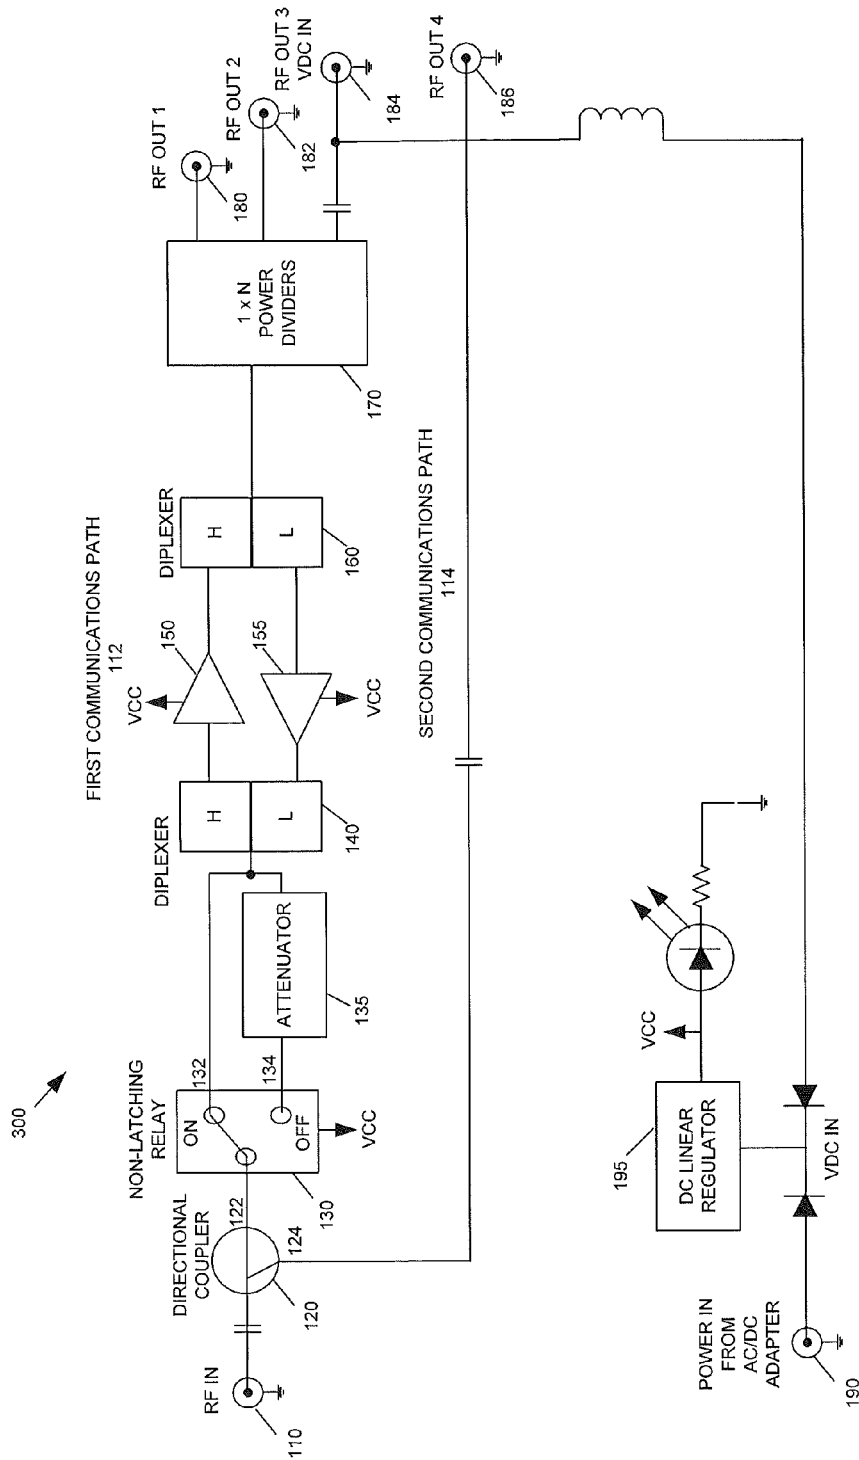 300
FIRST COMMUNICATIONS PATH
112
RF IN
110
DIRECTIONAL
COUPLER
120
122
124
NON-LATCHING
RELAY
ON
OFF
130
VCC
132
134
ATTENUATOR
135
DIPLEXER
H
L
140
VCC
150
155
VCC
DIPLEXER
H
L
160
1 x N
POWER
DIVIDERS
170
RF OUT 1
180
RF OUT 2
182
RF OUT 3
VDC IN
184
RF OUT 4
186
SECOND COMMUNICATIONS PATH
114
POWER IN
FROM
AC/DC
ADAPTER
190
195
DC LINEAR
REGULATOR
VDC IN
VCC